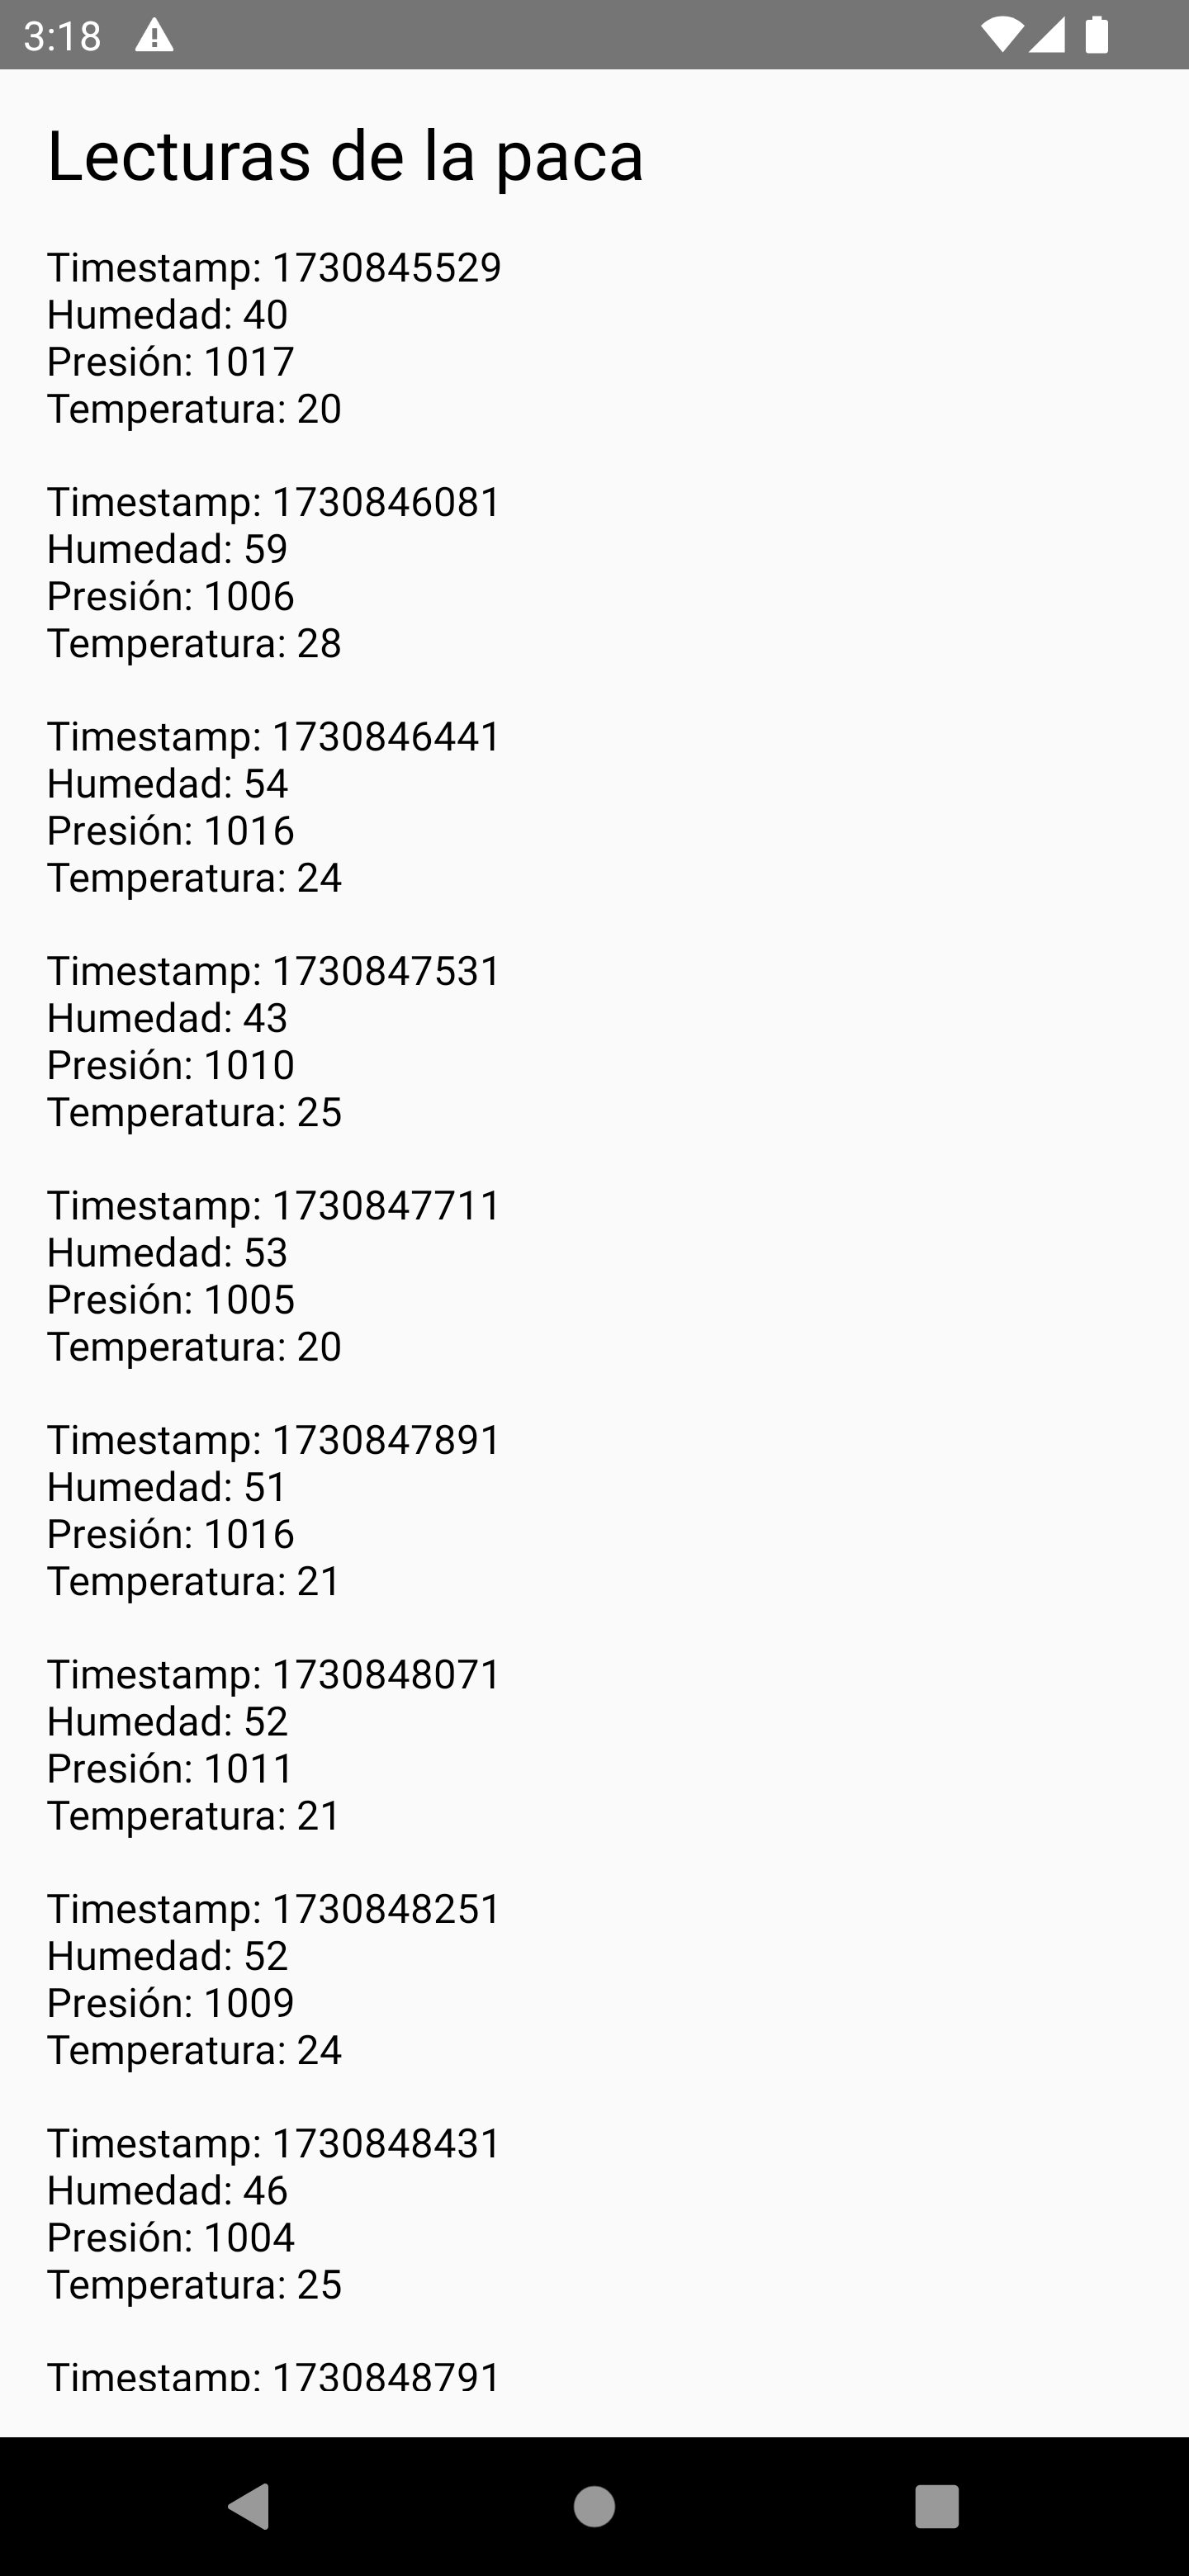 3:18
Lecturas de la paca
Timestamp: 1730845529
Humedad: 40
Presión: 1017
Temperatura: 20
Timestamp: 1730846081
Humedad: 59
Presión: 1006
Temperatura: 28
Timestamp: 1730846441
Humedad: 54
Presión: 1016
Temperatura: 24
Timestamp: 1730847531
Humedad: 43
Presión: 1010
Temperatura: 25
Timestamp: 1730847711
Humedad: 53
Presión: 1005
Temperatura: 20
Timestamp: 1730847891
Humedad: 51
Presión: 1016
Temperatura: 21
Timestamp: 1730848071
Humedad: 52
Presión: 1011
Temperatura: 21
Timestamp: 1730848251
Humedad: 52
Presión: 1009
Temperatura: 24
Timestamp: 1730848431
Humedad: 46
Presión: 1004
Temperatura: 25
Timestamp: 1730848791